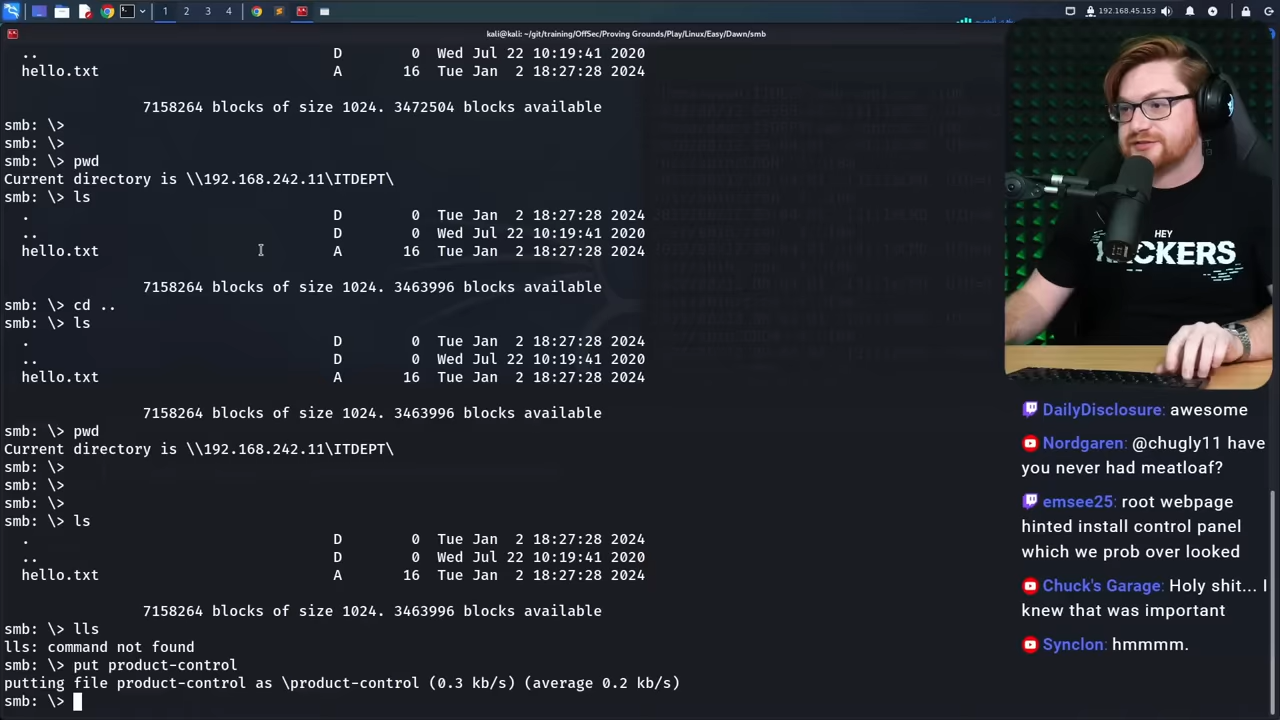 1 2 3 4
192.168.45.153
kali@kali: ~/git/training/OffSec/Proving Grounds/Play/Linux/Easy/Dawn/smb
.. D 0 Wed Jul 22 10:19:41 2020
hello.txt A 16 Tue Jan 2 18:27:28 2024
7158264 blocks of size 1024. 3472504 blocks available
smb: \>
smb: \>
smb: \> pwd
Current directory is \\192.168.242.11\ITDEPT\
smb: \> ls
. D 0 Tue Jan 2 18:27:28 2024
.. D 0 Wed Jul 22 10:19:41 2020
hello.txt A 16 Tue Jan 2 18:27:28 2024
7158264 blocks of size 1024. 3463996 blocks available
smb: \> cd ..
smb: \> ls
. D 0 Tue Jan 2 18:27:28 2024
.. D 0 Wed Jul 22 10:19:41 2020
hello.txt A 16 Tue Jan 2 18:27:28 2024
7158264 blocks of size 1024. 3463996 blocks available
smb: \> pwd
Current directory is \\192.168.242.11\ITDEPT\
smb: \>
smb: \>
smb: \>
smb: \> ls
. D 0 Tue Jan 2 18:27:28 2024
.. D 0 Wed Jul 22 10:19:41 2020
hello.txt A 16 Tue Jan 2 18:27:28 2024
7158264 blocks of size 1024. 3463996 blocks available
smb: \> lls
lls: command not found
smb: \> put product-control
putting file product-control as \product-control (0.3 kb/s) (average 0.2 kb/s)
smb: \>
HEY
DailyDisclosure: awesome
Nordgaren: @chugly11 have
you never had meatloaf?
emsee25: root webpage
hinted install control panel
which we prob over looked
Chuck's Garage: Holy shit... I
knew that was important
Synclon: hmmmm.